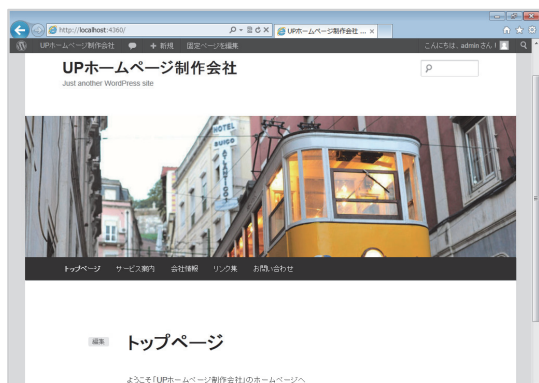 http://localhost:4360/
UPホームページ制作会社 ... ×
UPホームページ制作会社 + 新規 固定ページを編集 こんにちは、admin さん!
UPホームページ制作会社
Just another WordPress site
HOTEL
SUIÇO
ATLANTICO
トップページ サービス案内 会社情報 リンク集 お問い合わせ
編集 トップページ
ようこそ「UPホームページ制作会社」のホームページへ